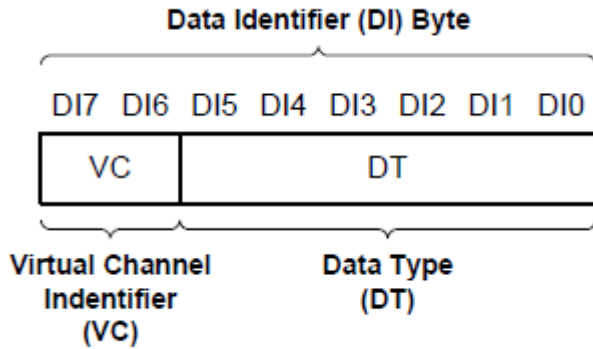 Data Identifier (DI) Byte
DI7 DI6 DI5 DI4 DI3 DI2 DI1 DI0
VC DT
Virtual Channel
Indentifier
(VC)
Data Type
(DT)